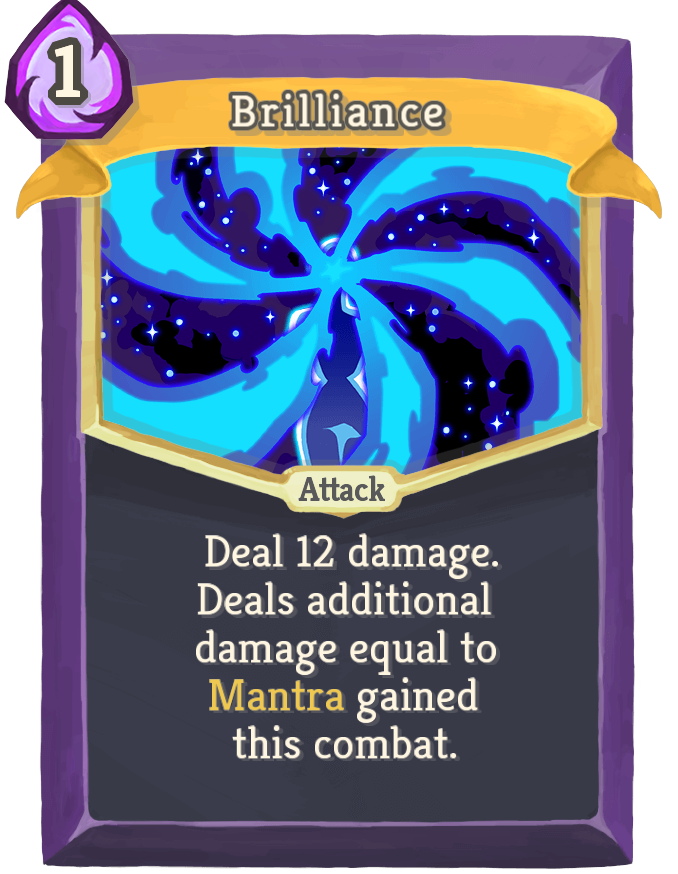 1
Brilliance
Attack
Deal 12 damage.
Deals additional
damage equal to
Mantra gained
this combat.